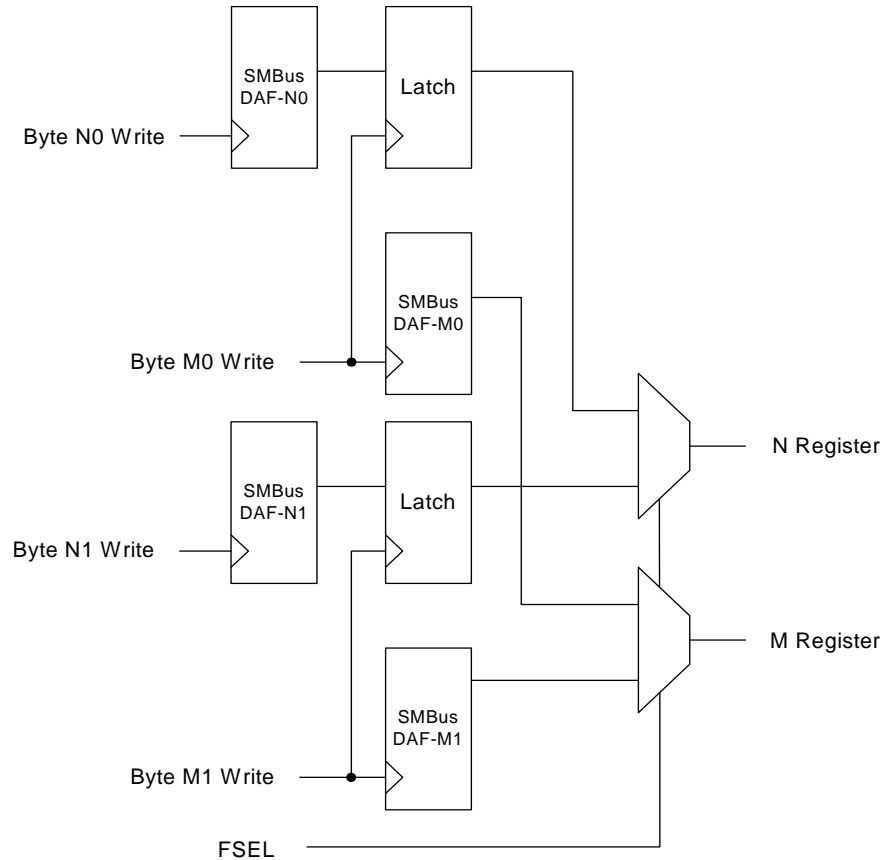 SMBus
DAF-N0
Latch
Byte N0 Write
SMBus
DAF-M0
Byte M0 Write
N Register
SMBus
DAF-N1
Latch
Byte N1 Write
M Register
SMBus
DAF-M1
Byte M1 Write
FSEL